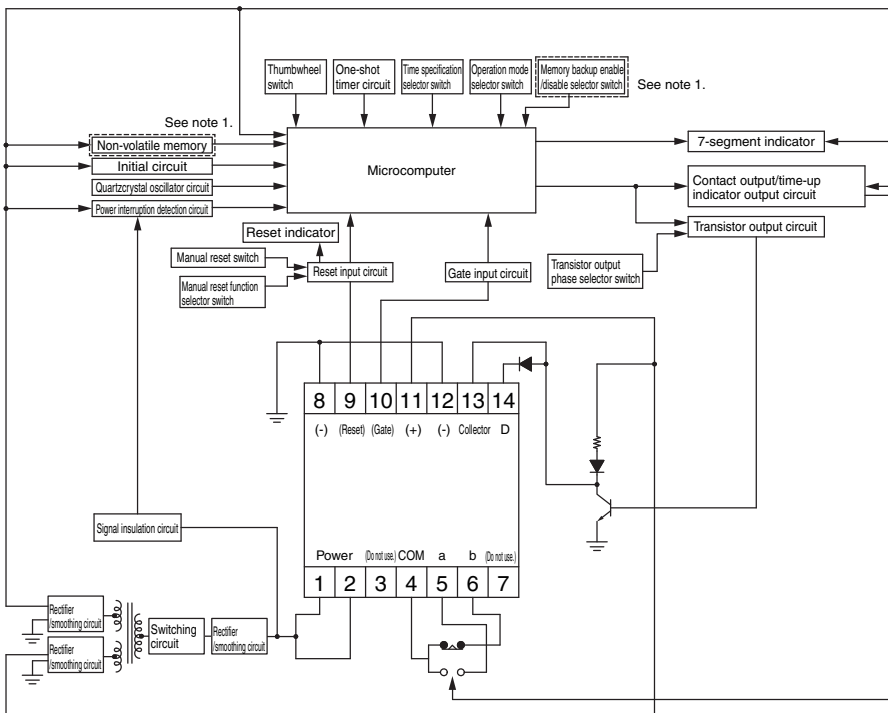 Thumbwheel
switch
One-shot
timer circuit
Time specification
selector switch
Operation mode
selector switch
Memory backup enable
/disable selector switch
See note 1.
See note 1.
Non-volatile memory
Initial circuit
Quartzcrystal oscillator circuit
Power interruption detection circuit
Microcomputer
7-segment indicator
Contact output/time-up
indicator output circuit
Transistor output circuit
Reset indicator
Manual reset switch
Reset input circuit
Manual reset function
selector switch
Gate input circuit
Transistor output
phase selector switch
8 9 10 11 12 13 14
(-) (Reset) (Gate) (+) (-) Collector D
Signal insulation circuit
Power (Do not use.) COM a b (Do not use.)
1 2 3 4 5 6 7
Rectifier
/smoothing circuit
Switching
circuit
Rectifier
/smoothing circuit
Rectifier
/smoothing circuit